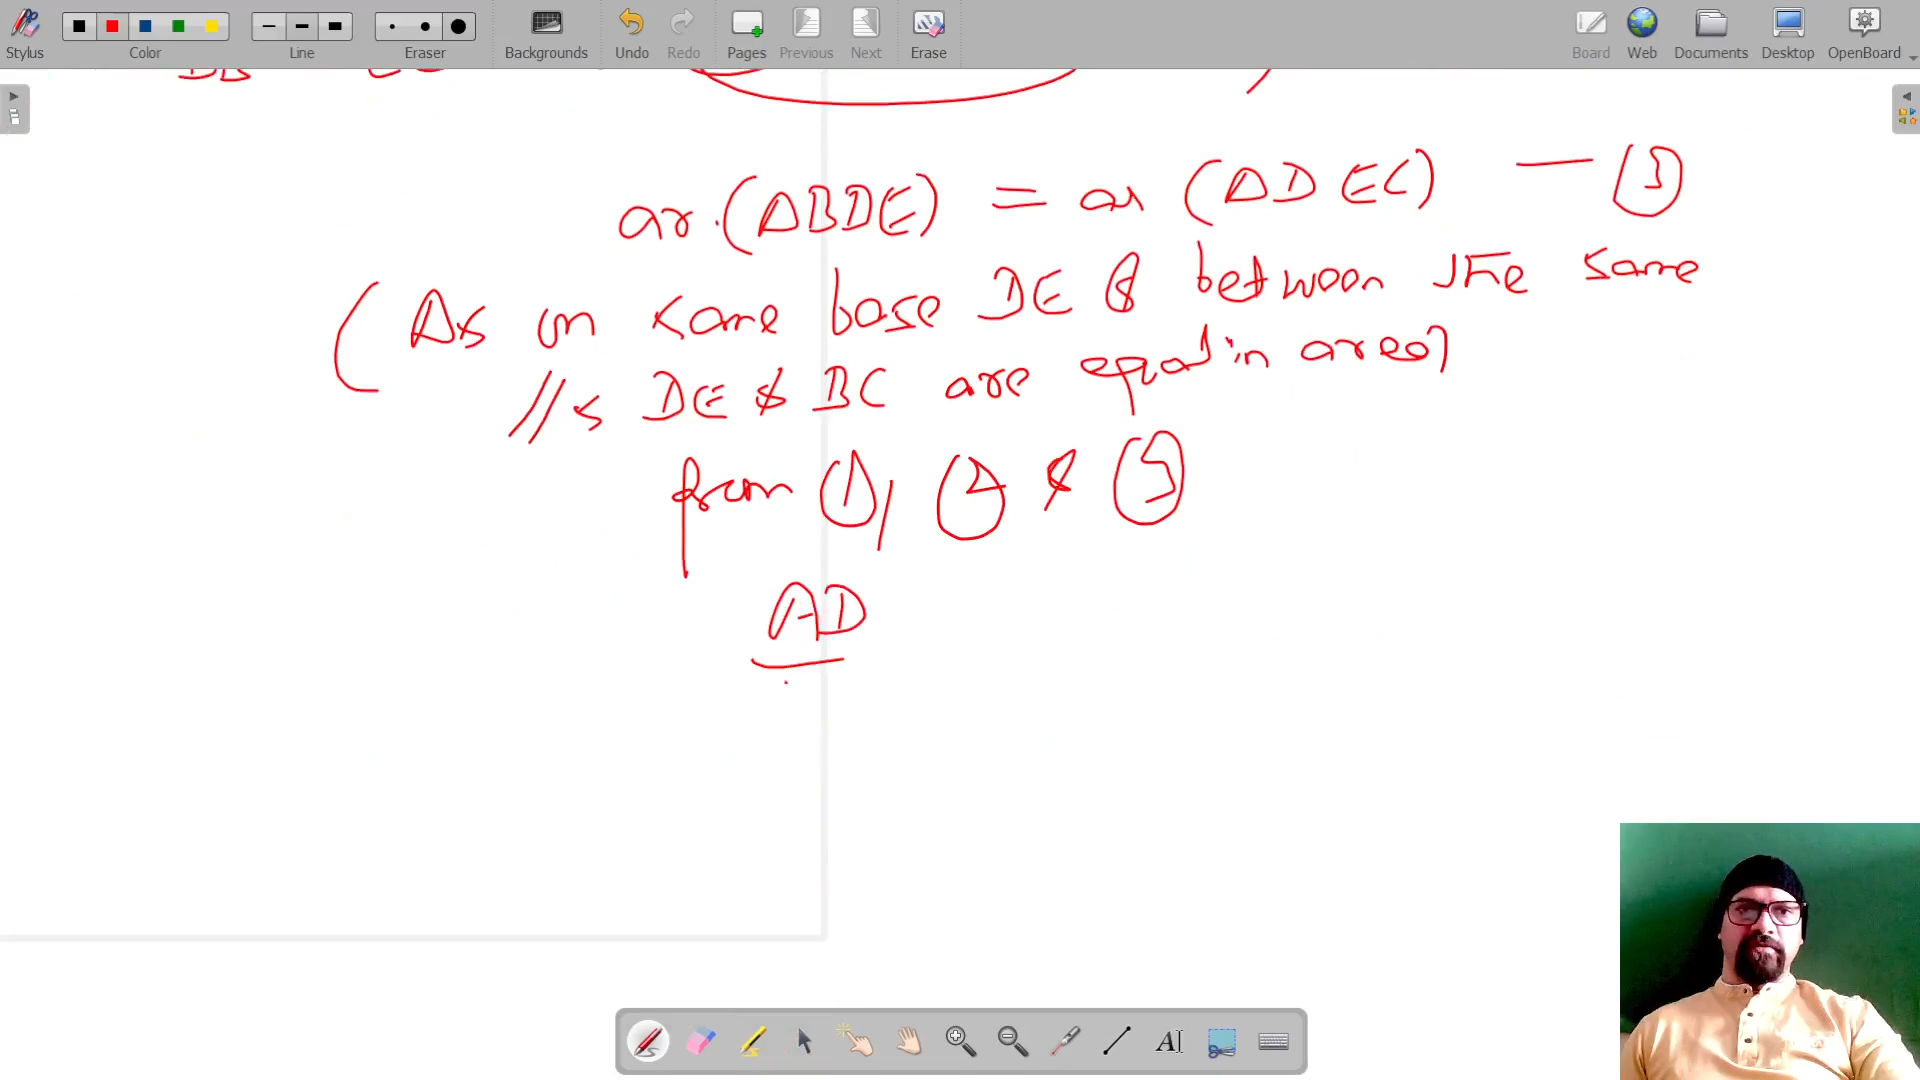 Stylus Color Line Eraser Backgrounds Undo Redo Pages Previous Next Erase Board Web Documents Desktop OpenBoard
ar.(ΔBDE) = ar (ΔDEC) — ③
(Δs on same base DE & between the same
//s DE & BC are equal in area)
from ①, ② & ③
AD